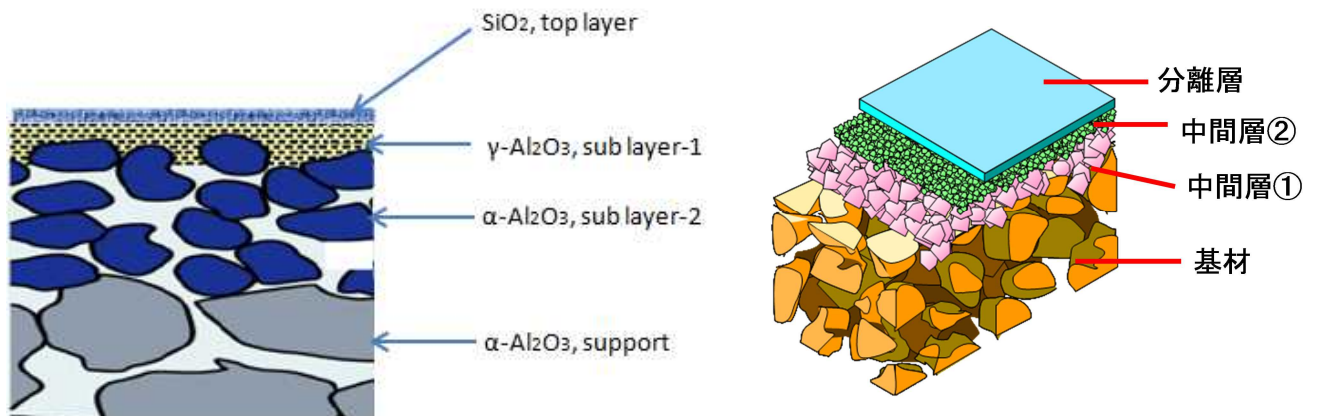 SiO2, top layer
γ-Al2O3, sub layer-1
α-Al2O3, sub layer-2
α-Al2O3, support
分離層
中間層②
中間層①
基材